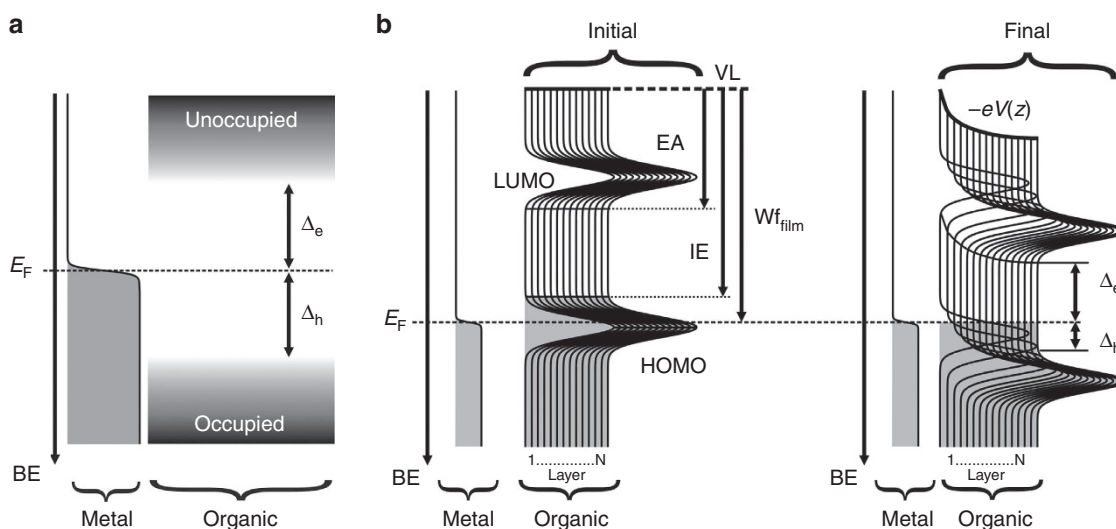 a
Unoccupied
Δe
EF
Δh
Occupied
BE
Metal
Organic
b
Initial
VL
EA
LUMO
Wffilm
IE
EF
HOMO
1..............N
Layer
BE
Metal
Organic
Final
–eV(z)
Δe
Δh
1..............N
Layer
BE
Metal
Organic